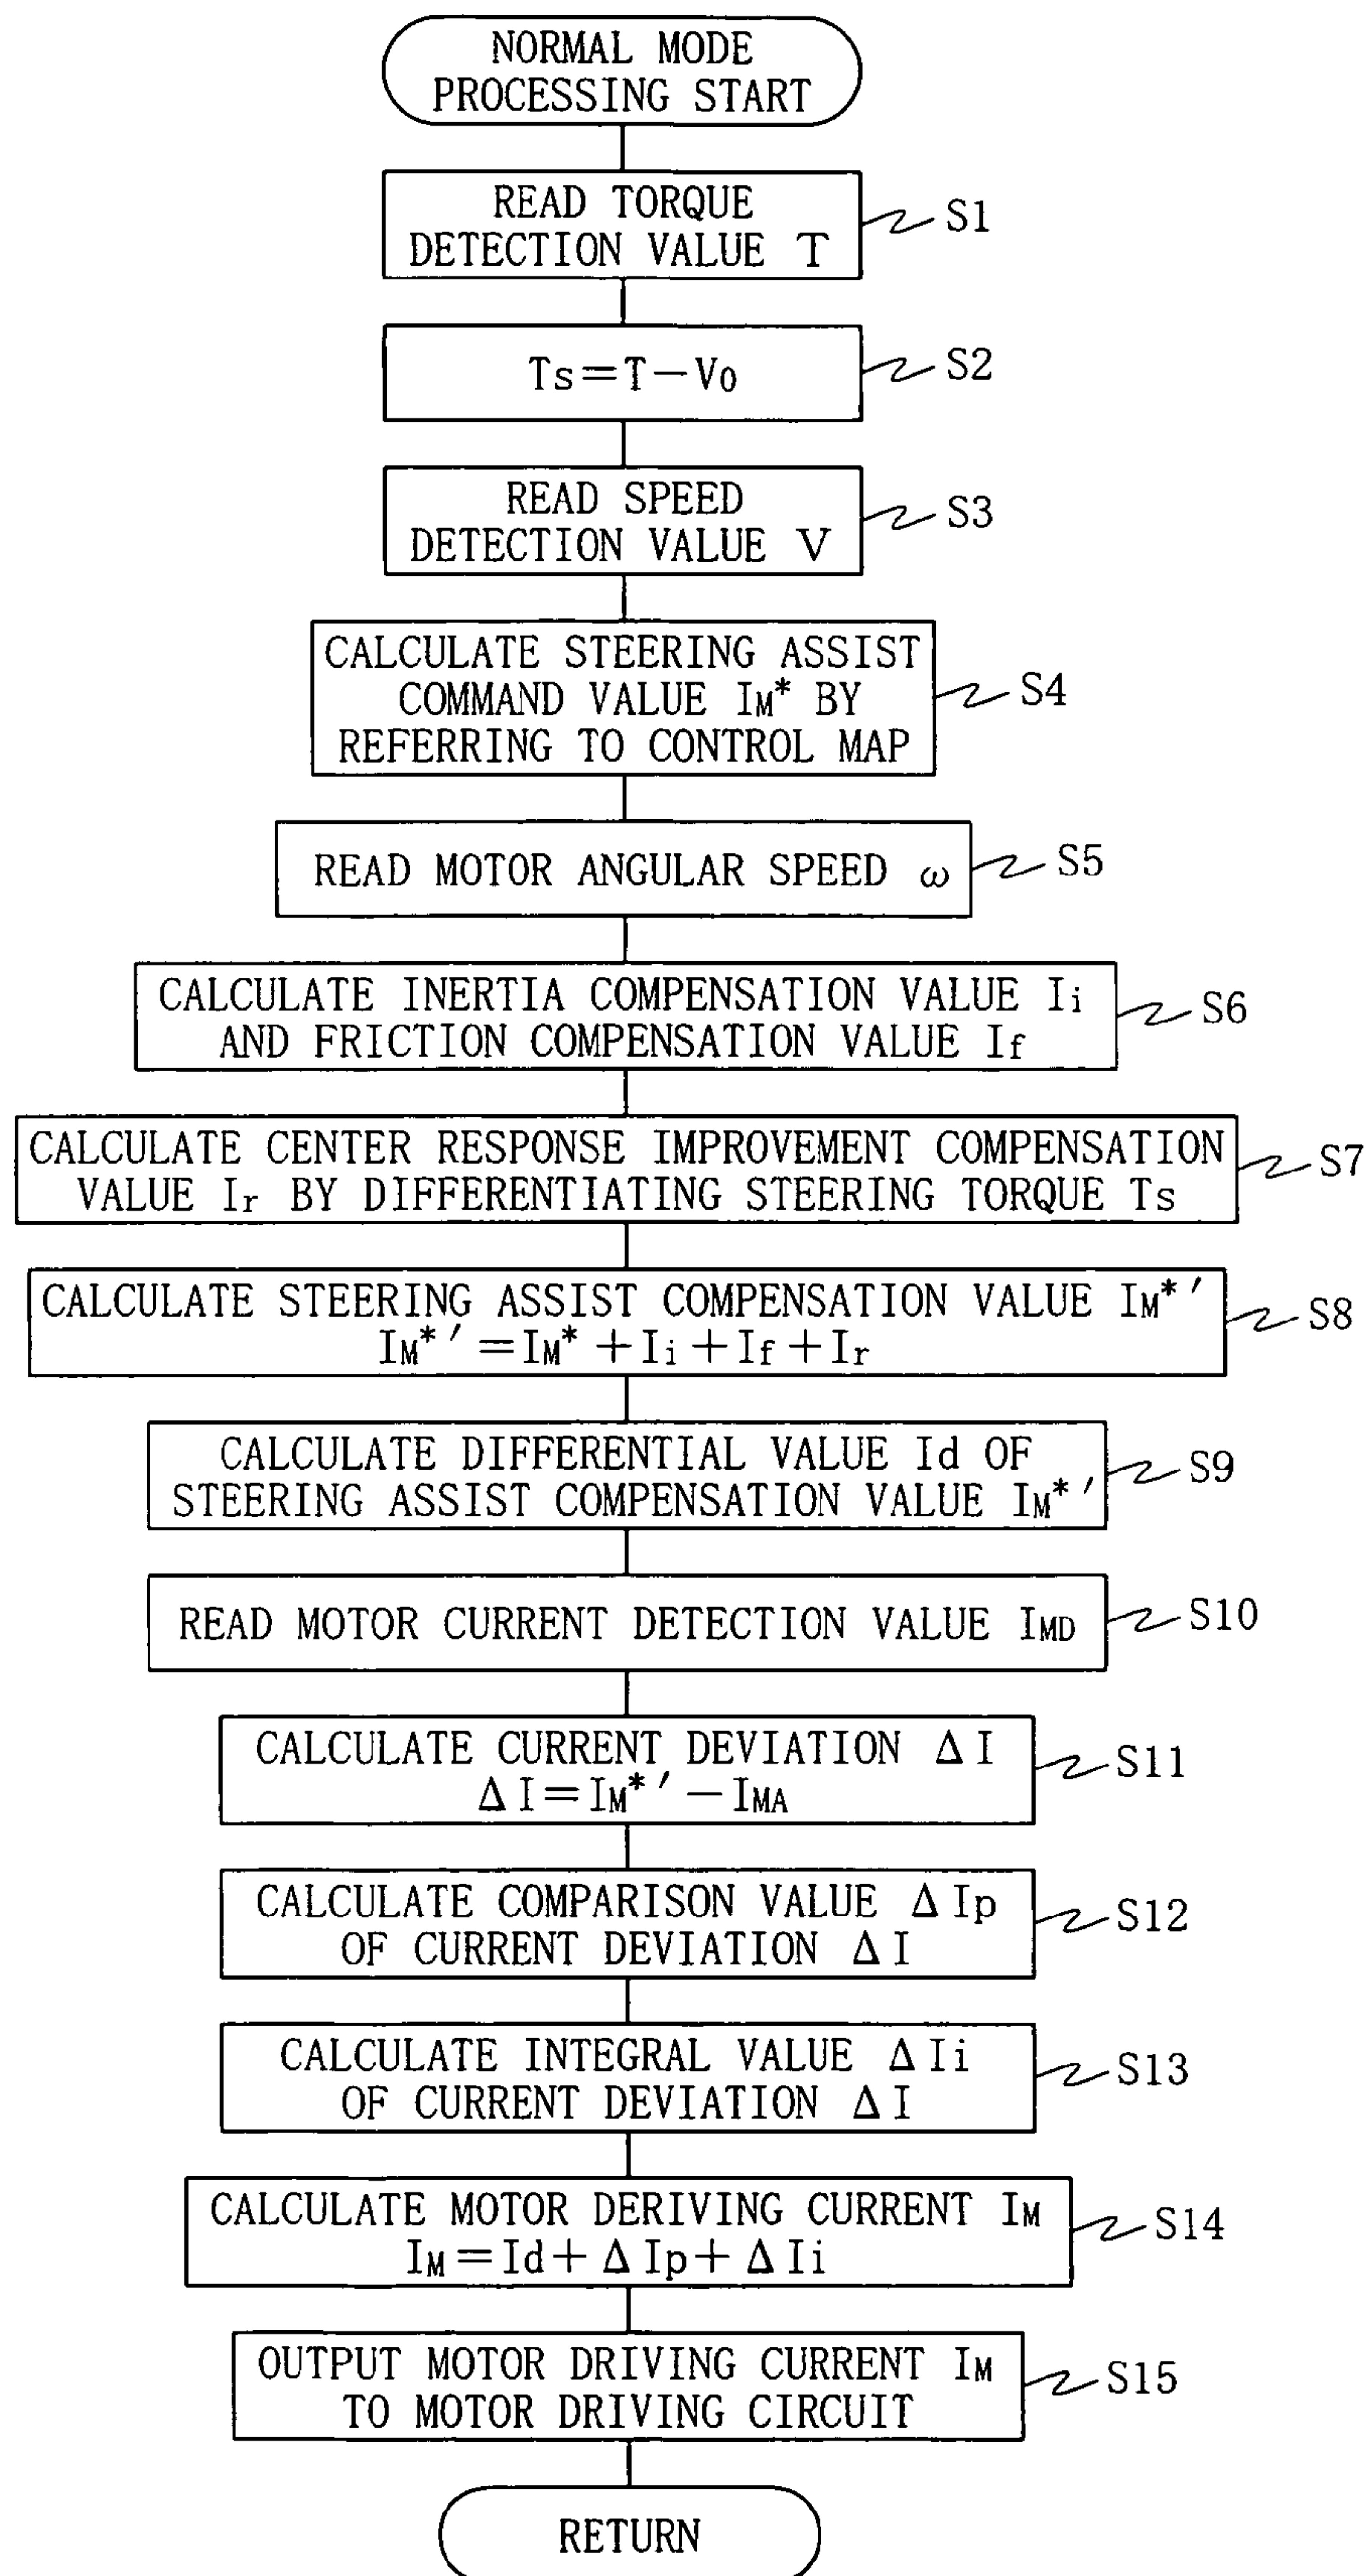 NORMAL MODE
PROCESSING START
READ TORQUE
DETECTION VALUE T
S1
Ts=T−V0
S2
READ SPEED
DETECTION VALUE V
S3
CALCULATE STEERING ASSIST
COMMAND VALUE IM* BY
REFERRING TO CONTROL MAP
S4
READ MOTOR ANGULAR SPEED ω
S5
CALCULATE INERTIA COMPENSATION VALUE Ii
AND FRICTION COMPENSATION VALUE If
S6
CALCULATE CENTER RESPONSE IMPROVEMENT COMPENSATION
VALUE Ir BY DIFFERENTIATING STEERING TORQUE Ts
S7
CALCULATE STEERING ASSIST COMPENSATION VALUE IM*′
IM*′=IM*+Ii+If+Ir
S8
CALCULATE DIFFERENTIAL VALUE Id OF
STEERING ASSIST COMPENSATION VALUE IM*′
S9
READ MOTOR CURRENT DETECTION VALUE IMD
S10
CALCULATE CURRENT DEVIATION ΔI
ΔI=IM*′−IMA
S11
CALCULATE COMPARISON VALUE ΔIp
OF CURRENT DEVIATION ΔI
S12
CALCULATE INTEGRAL VALUE ΔIi
OF CURRENT DEVIATION ΔI
S13
CALCULATE MOTOR DERIVING CURRENT IM
IM=Id+ΔIp+ΔIi
S14
OUTPUT MOTOR DRIVING CURRENT IM
TO MOTOR DRIVING CIRCUIT
S15
RETURN